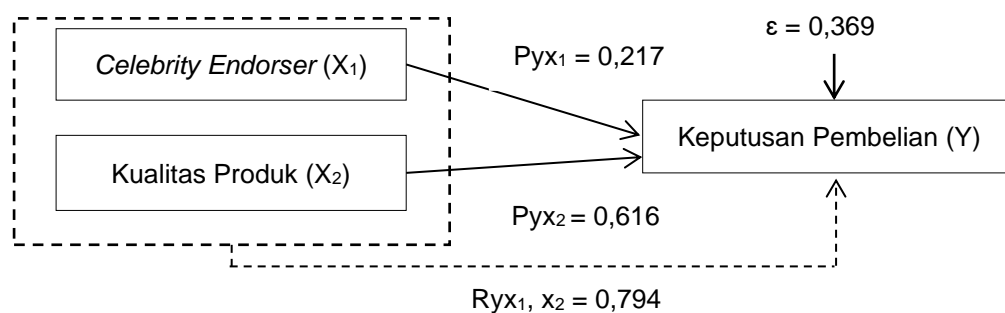 Celebrity Endorser (X₁)
Pyx₁ = 0,217
ε = 0,369
Keputusan Pembelian (Y)
Kualitas Produk (X₂)
Pyx₂ = 0,616
Ryx₁, x₂ = 0,794